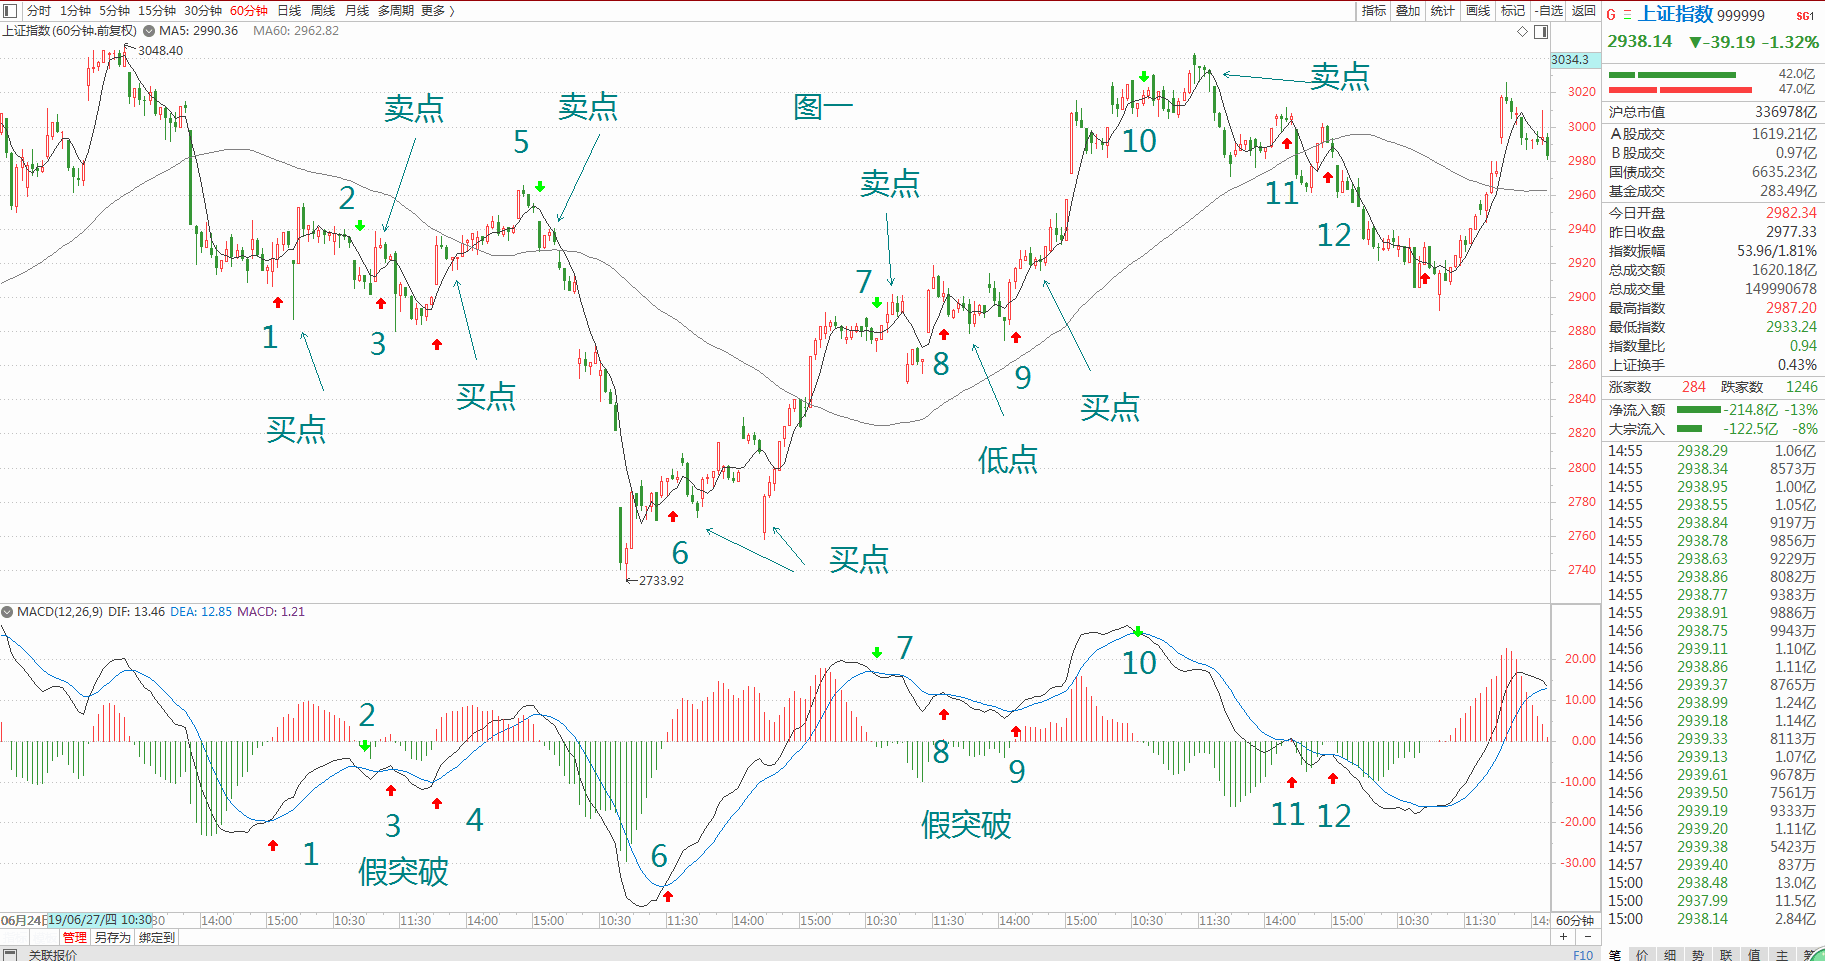 分时 1分钟 5分钟 15分钟 30分钟 60分钟 日线 周线 月线 多周期 更多 〉
指标 叠加 统计 画线 标记 -自选 返回
上证指数(60分钟.前复权) MA5: 2990.36 MA60: 2962.82
3048.40
卖点
5
卖点
图一
2
卖点
7
卖点
10
11
12
1
3
买点
买点
8
9
买点
低点
6
买点
2733.92
3034.3
3020
3000
2980
2960
2940
2920
2900
2880
2860
2840
2820
2800
2780
2760
2740
MACD(12,26,9) DIF: 13.46 DEA: 12.85 MACD: 1.21
7
10
2
8
9
1
3
4
假突破
6
假突破
11
12
20.00
10.00
0.00
-10.00
-20.00
-30.00
06月24日
19/06/27/四 10:30
:30 14:00 15:00 10:30 11:30 14:00 15:00 10:30 11:30 14:00 15:00 10:30 11:30 14:00 15:00 10:30 11:30 14:00 15:00 10:30 11:30 14:
60分钟
管理 另存为 绑定到
+ -
关联报价
F10
G 上证指数 999999 SG1
2938.14 ▼-39.19 -1.32%
42.0亿
47.0亿
沪总市值 336978亿
A股成交 1619.21亿
B股成交 0.97亿
国债成交 6635.23亿
基金成交 283.49亿
今日开盘 2982.34
昨日收盘 2977.33
指数振幅 53.96/1.81%
总成交额 1620.18亿
总成交量 149990678
最高指数 2987.20
最低指数 2933.24
指数量比 0.94
上证换手 0.43%
涨家数 284 跌家数 1246
净流入额 -214.8亿 -13%
大宗流入 -122.5亿 -8%
14:55 2938.29 1.06亿
14:55 2938.34 8573万
14:55 2938.95 1.00亿
14:55 2938.55 1.05亿
14:55 2938.84 9197万
14:55 2938.78 9856万
14:55 2938.63 9229万
14:55 2938.86 8082万
14:55 2938.77 9383万
14:55 2938.91 9886万
14:56 2938.75 9943万
14:56 2939.11 1.10亿
14:56 2938.86 1.11亿
14:56 2939.37 8765万
14:56 2938.99 1.24亿
14:56 2939.18 1.14亿
14:56 2939.33 8113万
14:56 2939.13 1.07亿
14:56 2939.61 9678万
14:56 2939.50 7561万
14:56 2939.19 9333万
14:56 2939.20 1.11亿
14:57 2939.38 5423万
14:57 2939.40 837万
15:00 2938.48 13.0亿
15:00 2937.99 11.5亿
15:00 2938.14 2.84亿
笔 价 细 势 联 值 主